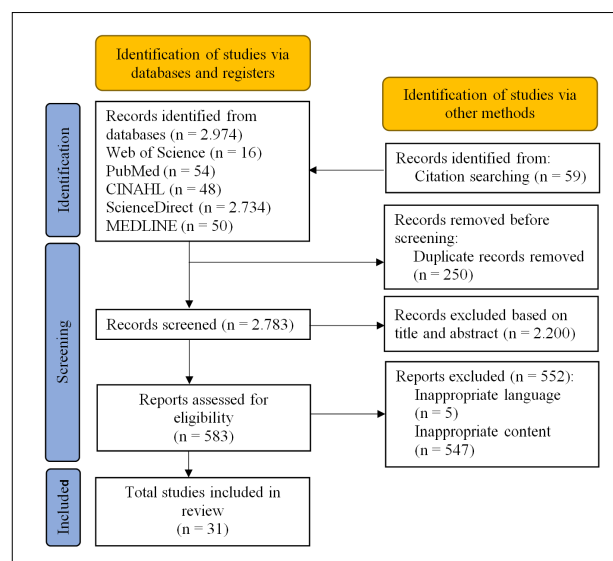 Identification of studies via
databases and registers
Identification of studies via
other methods
Identification
Records identified from
databases (n = 2.974)
Web of Science (n = 16)
PubMed (n = 54)
CINAHL (n = 48)
ScienceDirect (n = 2.734)
MEDLINE (n = 50)
Records identified from:
Citation searching (n = 59)
Records removed before
screening:
Duplicate records removed
(n = 250)
Screening
Records screened (n = 2.783)
Records excluded based on
title and abstract (n = 2.200)
Reports assessed for
eligibility
(n = 583)
Reports excluded (n = 552):
Inappropriate language
(n = 5)
Inappropriate content
(n = 547)
Included
Total studies included in
review
(n = 31)